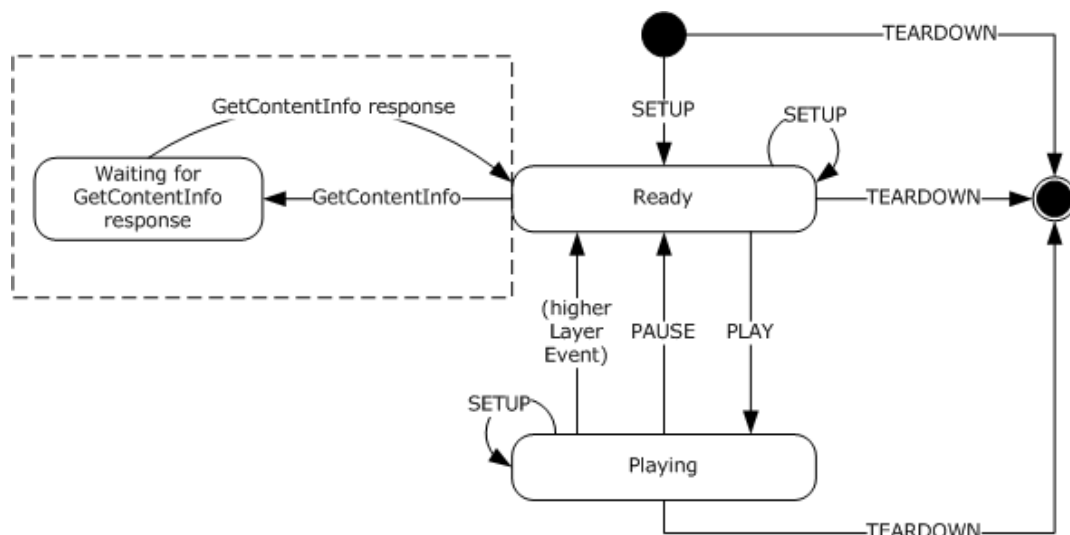 TEARDOWN
GetContentInfo response
SETUP
SETUP
Waiting for
GetContentInfo
response
GetContentInfo
Ready
TEARDOWN
(higher
Layer
Event)
PAUSE
PLAY
SETUP
Playing
TEARDOWN